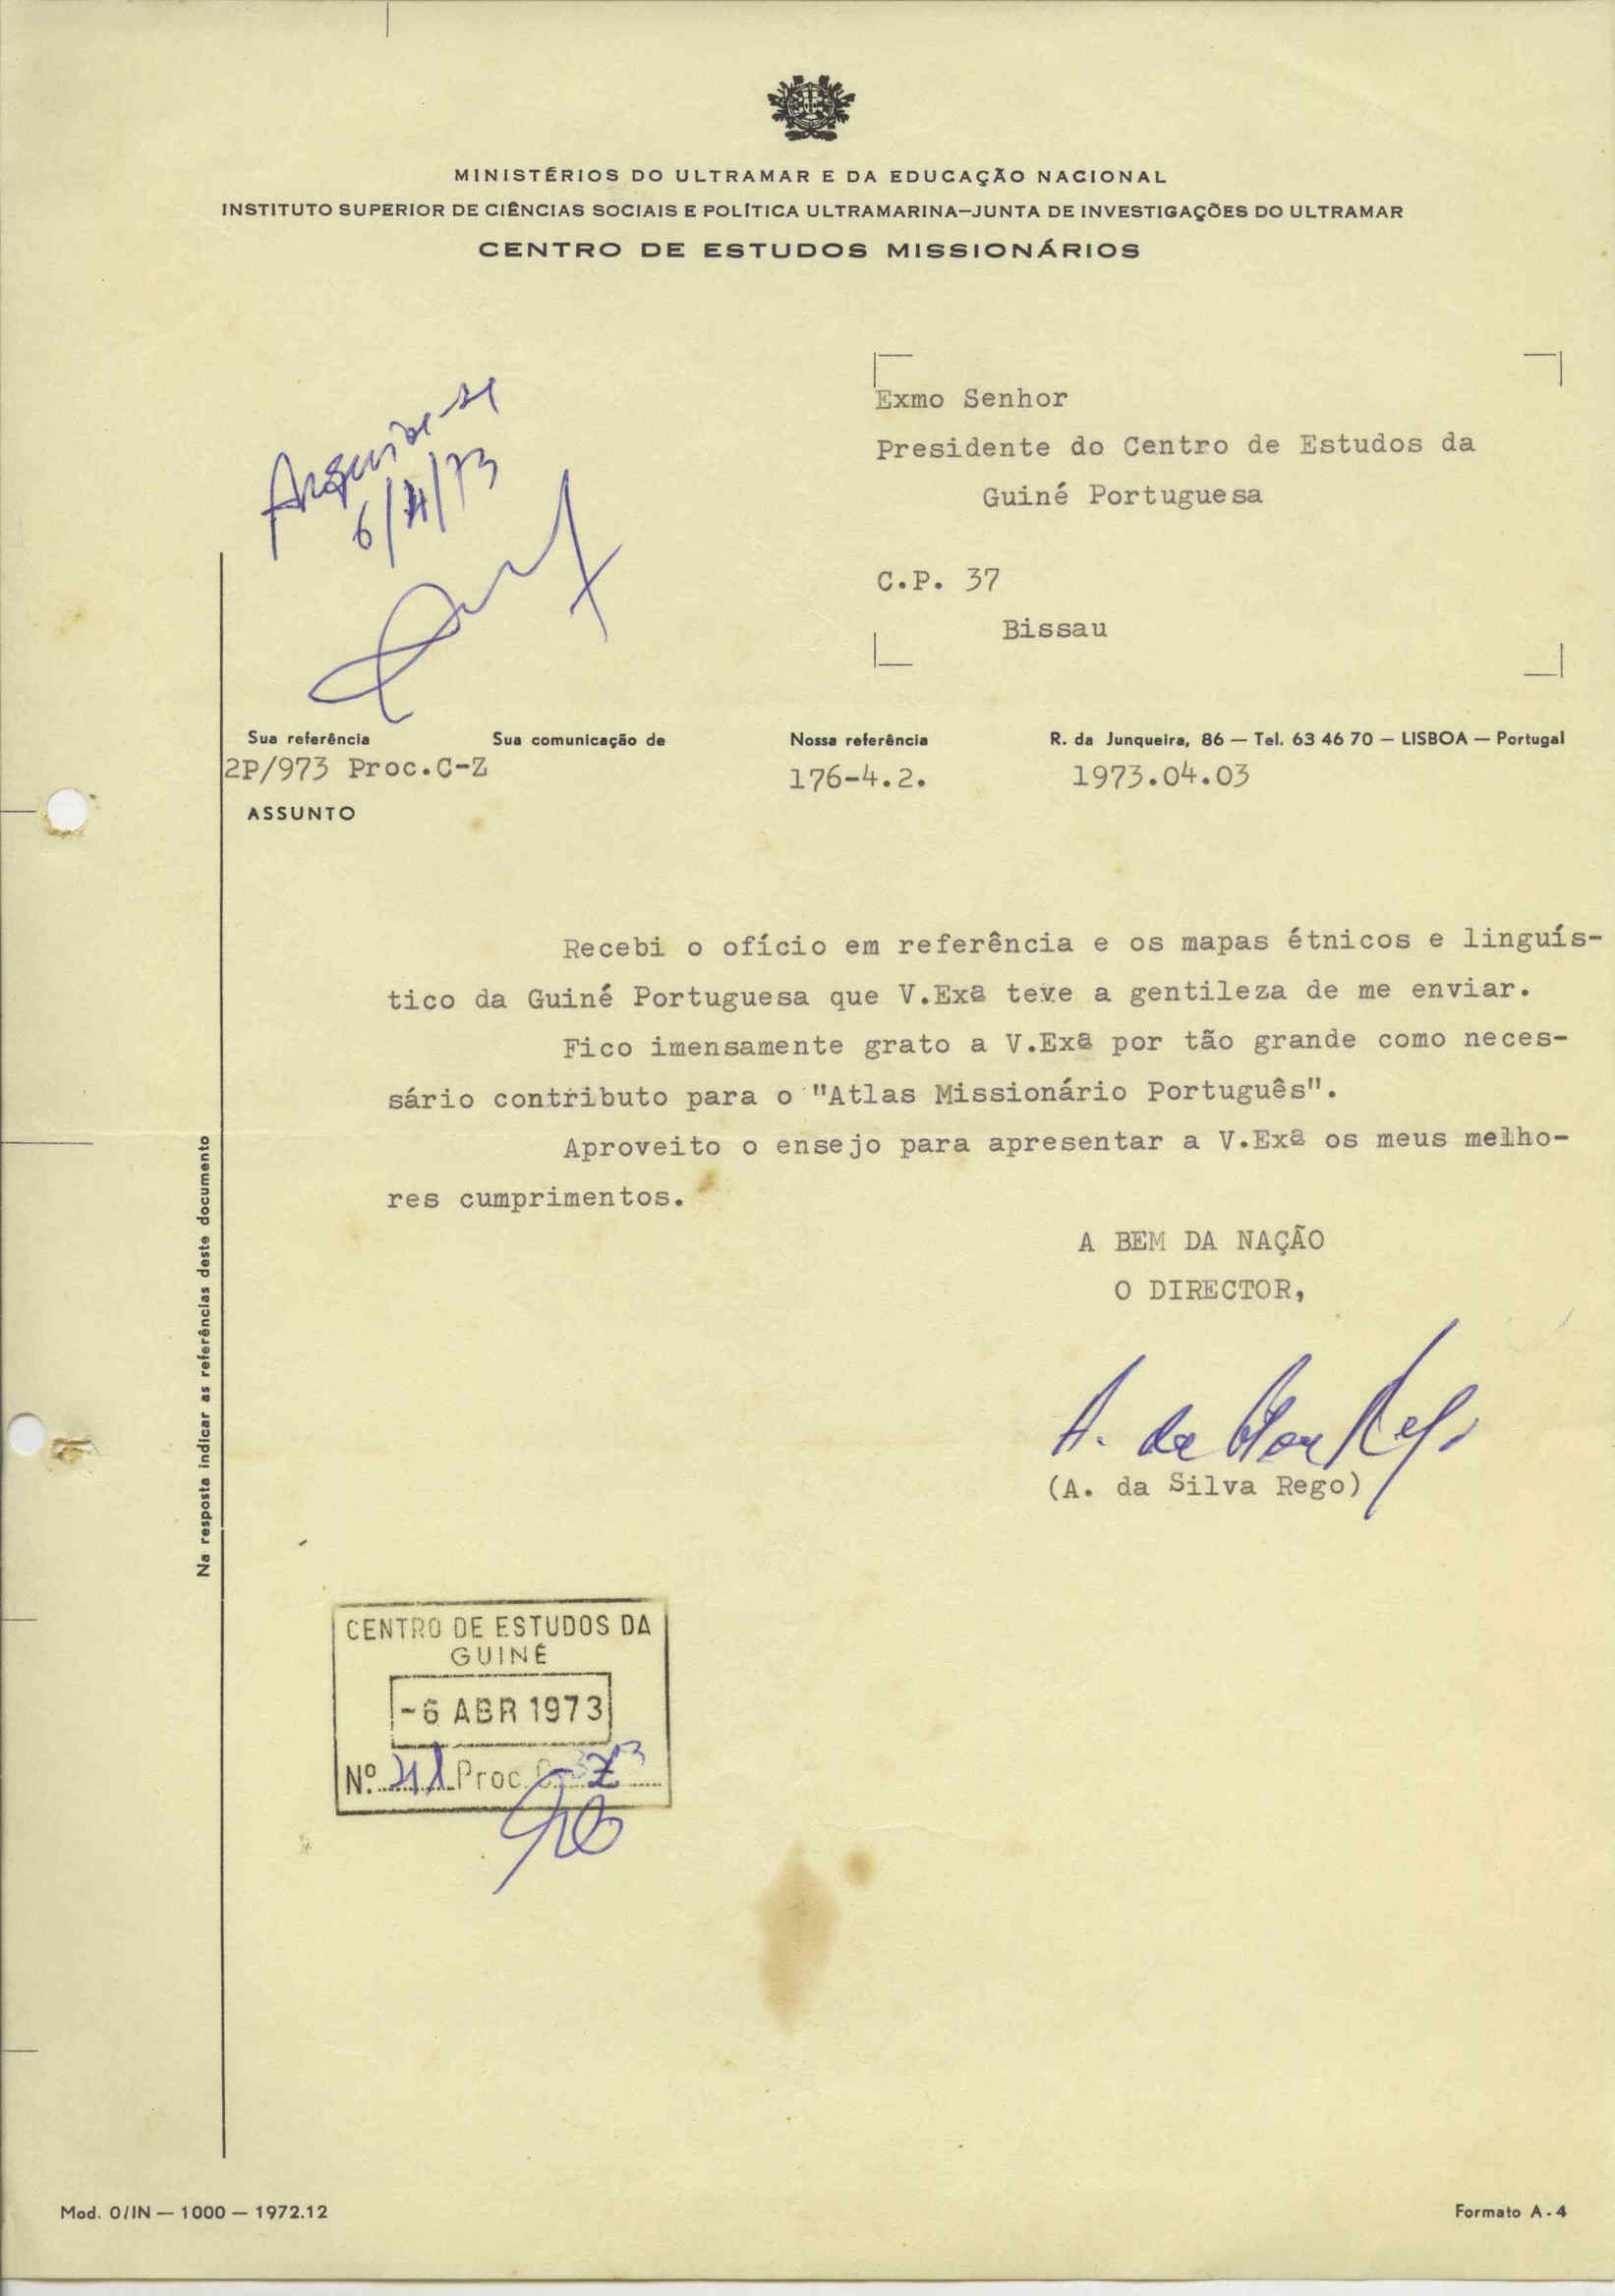 MINISTÉRIOS DO ULTRAMAR E DA EDUCAÇÃO NACIONAL
INSTITUTO SUPERIOR DE CIÊNCIAS SOCIAIS E POLÍTICA ULTRAMARINA—JUNTA DE INVESTIGAÇÕES DO ULTRAMAR
CENTRO DE ESTUDOS MISSIONÁRIOS
Exmo Senhor
Presidente do Centro de Estudos da
Guiné Portuguesa
C.P. 37
Bissau
Arquive-se
6/4/73
Sua referência Sua comunicação de Nossa referência R. da Junqueira, 86 — Tel. 63 46 70 — LISBOA — Portugal
2P/973 Proc.C-Z 176-4.2. 1973.04.03
ASSUNTO
Recebi o ofício em referência e os mapas étnicos e linguís-
tico da Guiné Portuguesa que V.Exª teve a gentileza de me enviar.
Fico imensamente grato a V.Exª por tão grande como neces-
sário contributo para o "Atlas Missionário Português".
Aproveito o ensejo para apresentar a V.Exª os meus melho-
res cumprimentos.
A BEM DA NAÇÃO
O DIRECTOR,
A. da Silva Rego
(A. da Silva Rego)
Na resposta indicar as referências deste documento
CENTRO DE ESTUDOS DA
GUINÉ
-6 ABR 1973
Nº. Proc. C-Z
Mod. O/IN — 1000 — 1972.12
Formato A-4